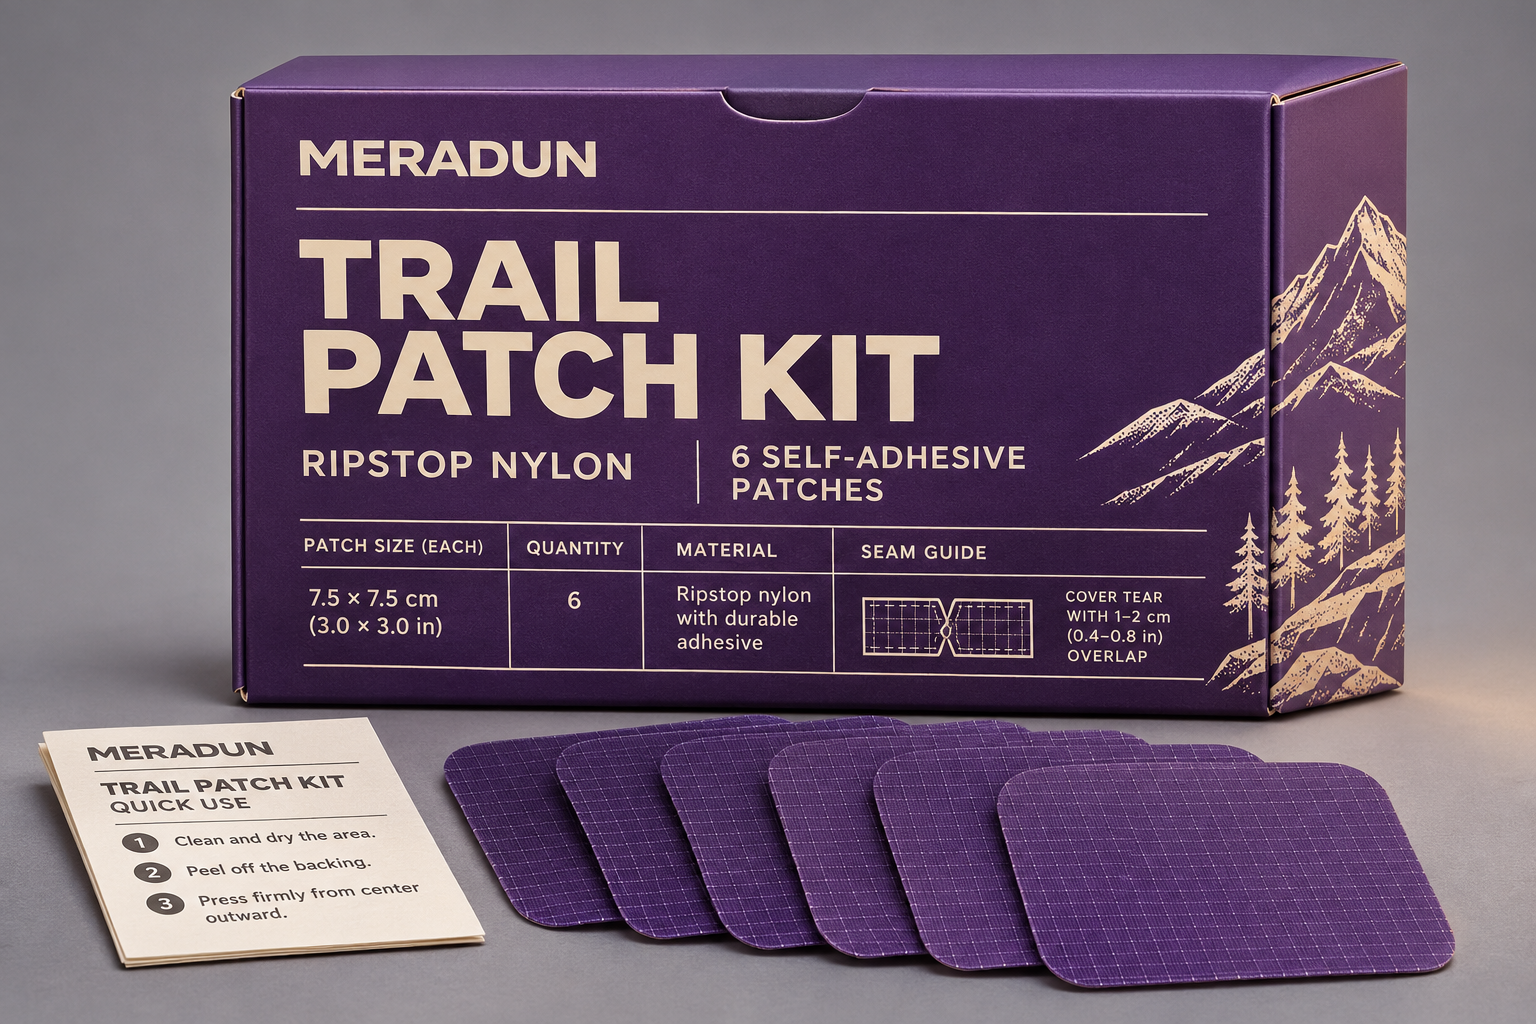 MERADUN
TRAIL
PATCH KIT
RIPSTOP NYLON
6 SELF-ADHESIVE
PATCHES
PATCH SIZE (EACH)
7.5 × 7.5 cm
(3.0 × 3.0 in)
QUANTITY
6
MATERIAL
Ripstop nylon
with durable
adhesive
SEAM GUIDE
COVER TEAR
WITH 1–2 cm
(0.4–0.8 in)
OVERLAP
MERADUN
TRAIL PATCH KIT
QUICK USE
1 Clean and dry the area.
2 Peel off the backing.
3 Press firmly from center
outward.